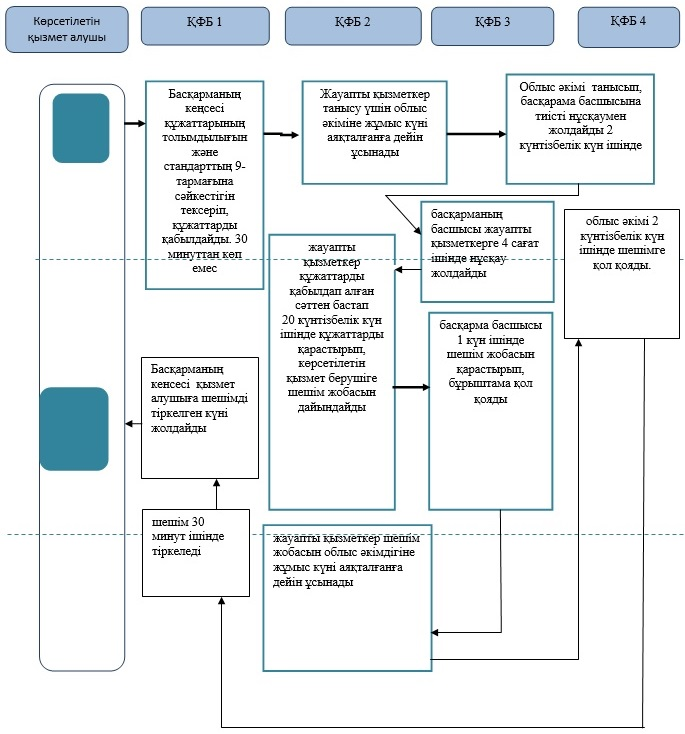 Көрсетілетін
қызмет алушы
ҚФБ 1
ҚФБ 2
ҚФБ 3
ҚФБ 4
Басқарманың
кеңсесі
құжаттарының
толымдылығын
және
стандарттың 9-
тармағына
сәйкестігін
тексеріп,
құжаттарды
қабылдайды. 30
минуттан көп
емес
Жауапты қызметкер
танысу үшін облыс
әкіміне жұмыс күні
аяқталғанға дейін
ұсынады
Облыс әкімі танысып,
басқарама басшысына
тиісті нұсқаумен
жолдайды 2
күнтізбелік күн ішінде
басқарманың
басшысы жауапты
қызметкерге 4 сағат
ішінде нұсқау
жолдайды
облыс әкімі 2
күнтізбелік күн
ішінде шешімге
қол қояды.
жауапты
қызметкер
құжаттарды
қабылдап алған
сәттен бастап
20 күнтізбелік күн
ішінде құжаттарды
қарастырып,
көрсетілетін
қызмет берушіге
шешім жобасын
дайындайды
басқарма басшысы
1 күн ішінде
шешім жобасын
қарастырып,
бұрыштама қол
қояды
Басқарманың
кенсесі қызмет
алушыға шешімді
тіркелген күні
жолдайды
шешім 30
минут ішінде
тіркеледі
жауапты қызметкер шешім
жобасын облыс әкімдігіне
жұмыс күні аяқталғанға
дейін ұсынады